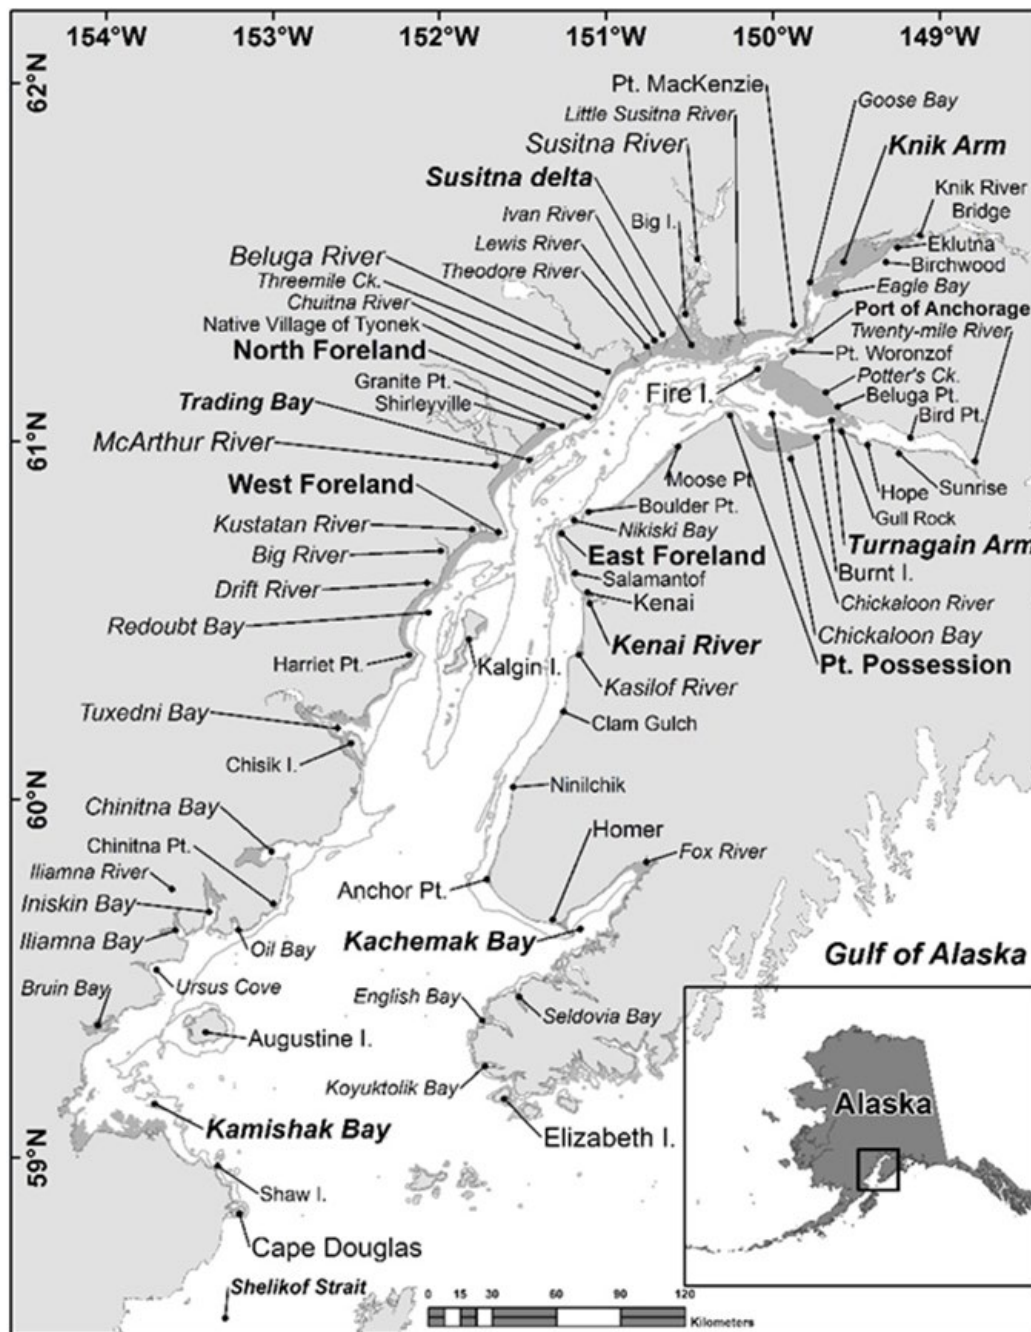 154°W 153°W 152°W 151°W 150°W 149°W
62°N
61°N
60°N
59°N
Pt. MacKenzie
Little Susitna River
Goose Bay
Susitna River
Knik Arm
Susitna delta
Knik River
Bridge
Ivan River
Big I.
Eklutna
Lewis River
Birchwood
Beluga River
Theodore River
Eagle Bay
Threemile Ck.
Chuitna River
Port of Anchorage
Native Village of Tyonek
Twenty-mile River
North Foreland
Pt. Woronzof
Granite Pt.
Fire I.
Potter's Ck.
Trading Bay
Shirleyville
Beluga Pt.
Bird Pt.
McArthur River
Moose Pt
West Foreland
Hope
Sunrise
Boulder Pt.
Gull Rock
Kustatan River
Nikiski Bay
Turnagain Arm
Big River
East Foreland
Burnt I.
Salamantof
Drift River
Kenai
Chickaloon River
Redoubt Bay
Kenai River
Chickaloon Bay
Harriet Pt.
Kalgin I.
Pt. Possession
Kasilof River
Tuxedni Bay
Clam Gulch
Chisik I.
Ninilchik
Chinitna Bay
Homer
Chinitna Pt.
Fox River
Iliamna River
Anchor Pt.
Iniskin Bay
Iliamna Bay
Oil Bay
Kachemak Bay
Gulf of Alaska
Bruin Bay
Ursus Cove
English Bay
Seldovia Bay
Augustine I.
Koyuktolik Bay
Alaska
Kamishak Bay
Elizabeth I.
Shaw I.
Cape Douglas
Shelikof Strait
0 15 30 60 90 120
Kilometers